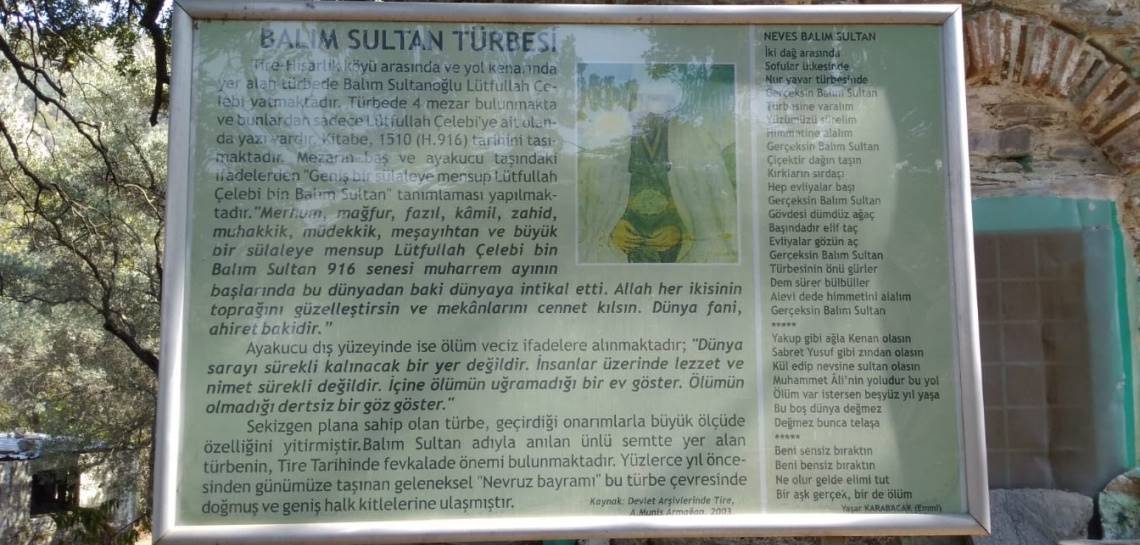 BALIM SULTAN TÜRBESİ
Tire-Hisarlık köyü arasında ve yol kenarında
yer alan türbede Balım Sultanoğlu Lütfullah Çe-
lebi yatmaktadır. Türbede 4 mezar bulunmakta
ve bunlardan sadece Lütfullah Çelebi'ye ait olan-
da yazı vardır. Kitabe, 1510 (H.916) tarihini taşı-
maktadır. Mezarın baş ve ayakucu taşındaki
ifadelerden "Geniş bir sülaleye mensup Lütfullah
Çelebi bin Balım Sultan" tanımlaması yapılmak-
tadır. "Merhum, mağfur, fazıl, kâmil, zahid,
muhakkik, müdekkik, meşayıhtan ve büyük
bir sülaleye mensup Lütfullah Çelebi bin
Balım Sultan 916 senesi muharrem ayının
başlarında bu dünyadan baki dünyaya intikal etti. Allah her ikisinin
toprağını güzelleştirsin ve mekânlarını cennet kılsın. Dünya fani,
ahiret bakidir."
Ayakucu dış yüzeyinde ise ölüm veciz ifadelere alınmaktadır; "Dünya
sarayı sürekli kalınacak bir yer değildir. İnsanlar üzerinde lezzet ve
nimet sürekli değildir. İçine ölümün uğramadığı bir ev göster. Ölümün
olmadığı dertsiz bir göz göster."
Sekizgen plana sahip olan türbe, geçirdiği onarımlarla büyük ölçüde
özelliğini yitirmiştir.Balım Sultan adıyla anılan ünlü semtte yer alan
türbenin, Tire Tarihinde fevkalade önemi bulunmaktadır. Yüzlerce yıl önce-
sinden günümüze taşınan geleneksel "Nevruz bayramı" bu türbe çevresinde
doğmuş ve geniş halk kitlelerine ulaşmıştır.
Kaynak: Devlet Arşivlerinde Tire,
A.Munis Armağan, 2003
NEVES BALIM SULTAN
İki dağ arasında
Sofular ülkesinde
Nur yavar türbesinde
Gerçeksin Balım Sultan
Türbesine varalım
Yüzümüzü sürelim
Himmetine alalım
Gerçeksin Balım Sultan
Çiçektir dağın taşın
Kırkların sırdaşı
Hep evliyalar başı
Gerçeksin Balım Sultan
Gövdesi dümdüz ağaç
Başındadır elif taç
Evliyalar gözün aç
Gerçeksin Balım Sultan
Türbesinin önü gürler
Dem sürer bülbüller
Alevi dede himmetini alalım
Gerçeksin Balım Sultan
*****
Yakup gibi ağla Kenan olasın
Sabret Yusuf gibi zından olasın
Kül edip nevsine sultan olasın
Muhammet Âli'nin yoludur bu yol
Ölüm var istersen beşyüz yıl yaşa
Bu boş dünya değmez
Değmez bunca telaşa
*****
Beni sensiz bıraktın
Beni bensiz bıraktın
Ne olur gelde elimi tut
Bir aşk gerçek, bir de ölüm
Yaşar KARABACAK (Emmi)